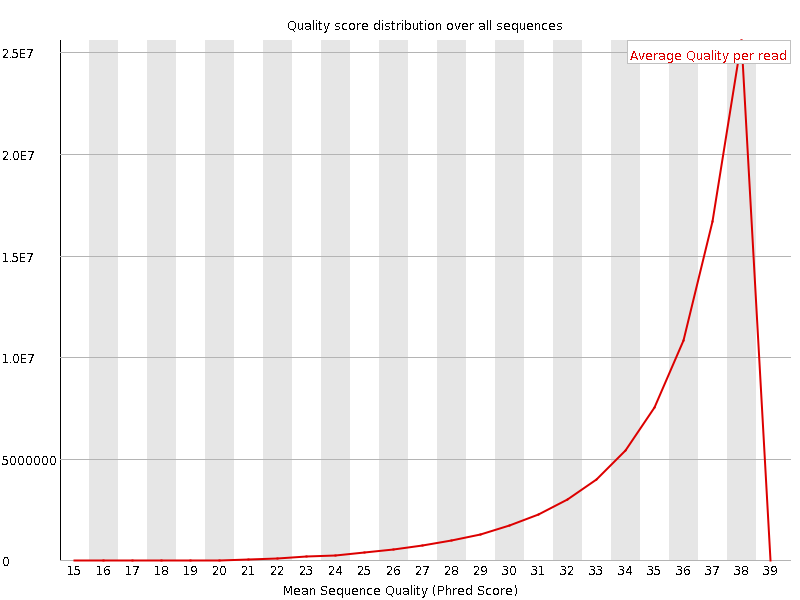 Quality score distribution over all sequences
Average Quality per read
2.5E7
2.0E7
1.5E7
1.0E7
5000000
0
15 16 17 18 19 20 21 22 23 24 25 26 27 28 29 30 31 32 33 34 35 36 37 38 39
Mean Sequence Quality (Phred Score)